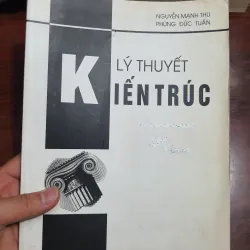 NGUYỄN MẠNH THU
PHÙNG ĐỨC TUẤN
LÝ THUYẾT
KIẾN TRÚC